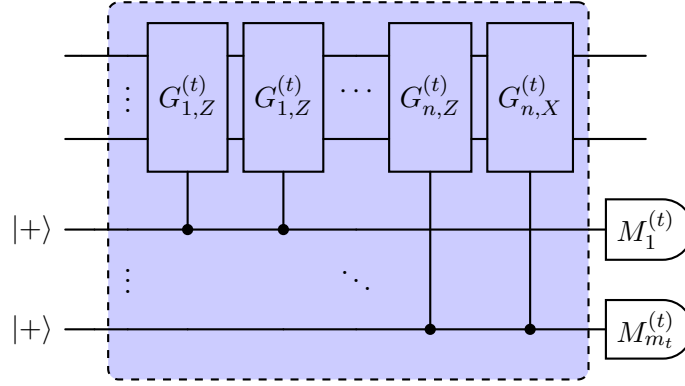 ⋮ G_{1,Z}^{(t)} G_{1,Z}^{(t)} ⋯ G_{n,Z}^{(t)} G_{n,X}^{(t)}
|+⟩ M_1^{(t)}
⋮ ⋱
|+⟩ M_{m_t}^{(t)}